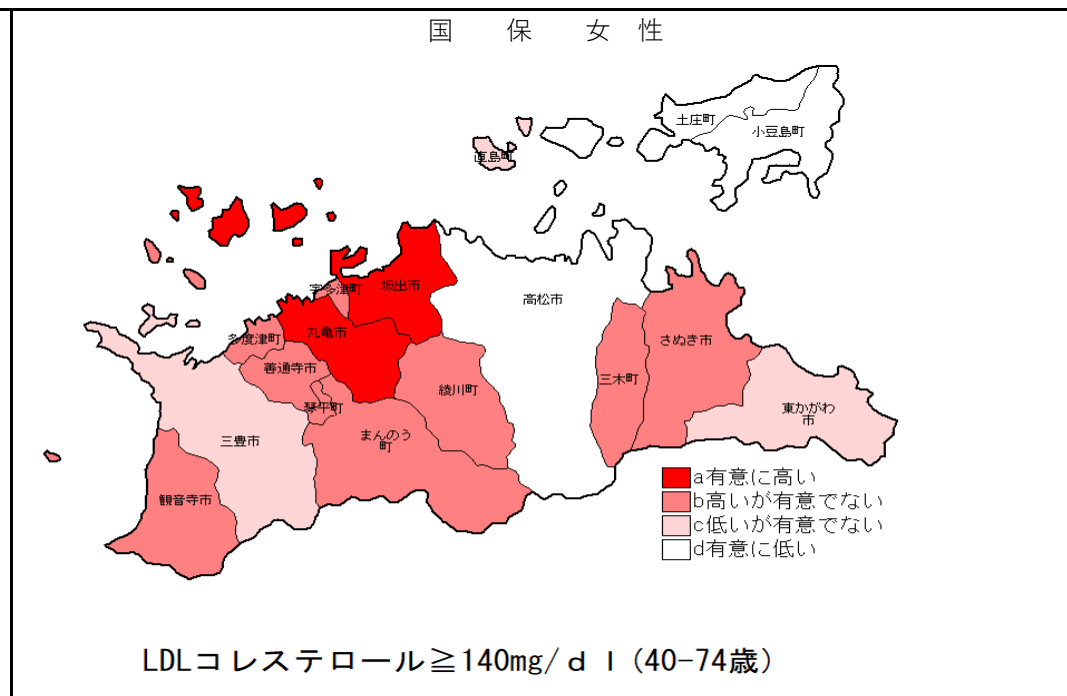 国 保 女 性
土庄町
小豆島町
直島町
宇多津町
坂出市
高松市
丸亀市
多度津町
さぬき市
善通寺市
三木町
綾川町
琴平町
東かがわ
市
まんのう
町
三豊市
観音寺市
a有意に高い
b高いが有意でない
c低いが有意でない
d有意に低い
LDLコレステロール≧140mg/ｄｌ(40-74歳)